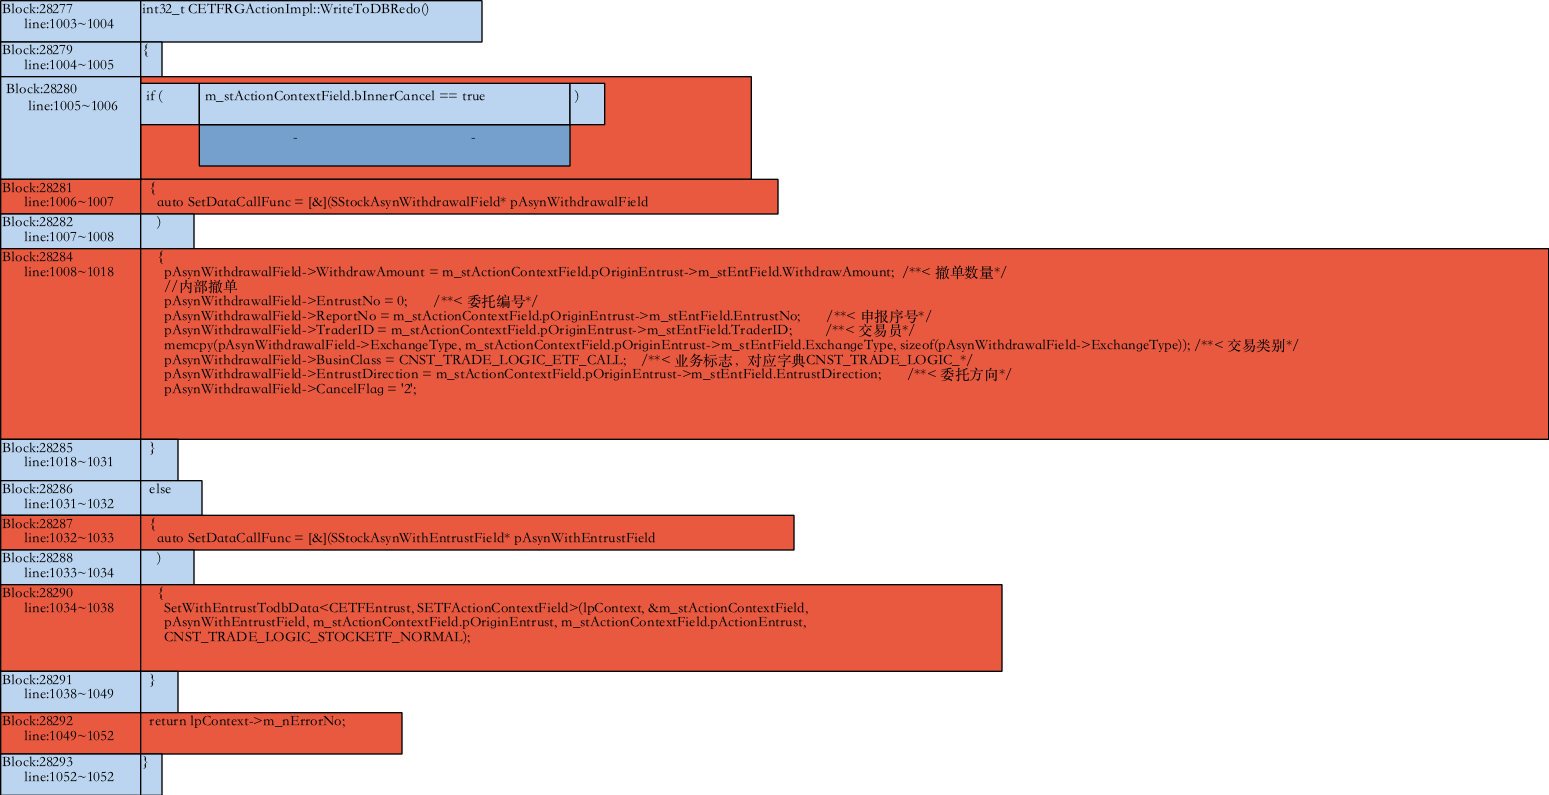 Block:28277 int32_t CETFRGActionImpl::WriteToDBRedo()
line:1003~1004
Block:28279 {
line:1004~1005
Block:28280 if ( m_stActionContextField.bInnerCancel == true )
line:1005~1006
- -
Block:28281 {
line:1006~1007 auto SetDataCallFunc = [&](SStockAsynWithdrawalField* pAsynWithdrawalField
Block:28282 )
line:1007~1008
Block:28284 {
line:1008~1018 pAsynWithdrawalField->WithdrawAmount = m_stActionContextField.pOriginEntrust->m_stEntField.WithdrawAmount; /**< 撤单数量*/
//内部撤单
pAsynWithdrawalField->EntrustNo = 0; /**< 委托编号*/
pAsynWithdrawalField->ReportNo = m_stActionContextField.pOriginEntrust->m_stEntField.EntrustNo; /**< 申报序号*/
pAsynWithdrawalField->TraderID = m_stActionContextField.pOriginEntrust->m_stEntField.TraderID; /**< 交易员*/
memcpy(pAsynWithdrawalField->ExchangeType, m_stActionContextField.pOriginEntrust->m_stEntField.ExchangeType, sizeof(pAsynWithdrawalField->ExchangeType)); /**< 交易类别*/
pAsynWithdrawalField->BusinClass = CNST_TRADE_LOGIC_ETF_CALL; /**< 业务标志，对应字典CNST_TRADE_LOGIC_*/
pAsynWithdrawalField->EntrustDirection = m_stActionContextField.pOriginEntrust->m_stEntField.EntrustDirection; /**< 委托方向*/
pAsynWithdrawalField->CancelFlag = '2';
Block:28285 }
line:1018~1031
Block:28286 else
line:1031~1032
Block:28287 {
line:1032~1033 auto SetDataCallFunc = [&](SStockAsynWithEntrustField* pAsynWithEntrustField
Block:28288 )
line:1033~1034
Block:28290 {
line:1034~1038 SetWithEntrustTodbData<CETFEntrust, SETFActionContextField>(lpContext, &m_stActionContextField,
pAsynWithEntrustField, m_stActionContextField.pOriginEntrust, m_stActionContextField.pActionEntrust,
CNST_TRADE_LOGIC_STOCKETF_NORMAL);
Block:28291 }
line:1038~1049
Block:28292 return lpContext->m_nErrorNo;
line:1049~1052
Block:28293 }
line:1052~1052